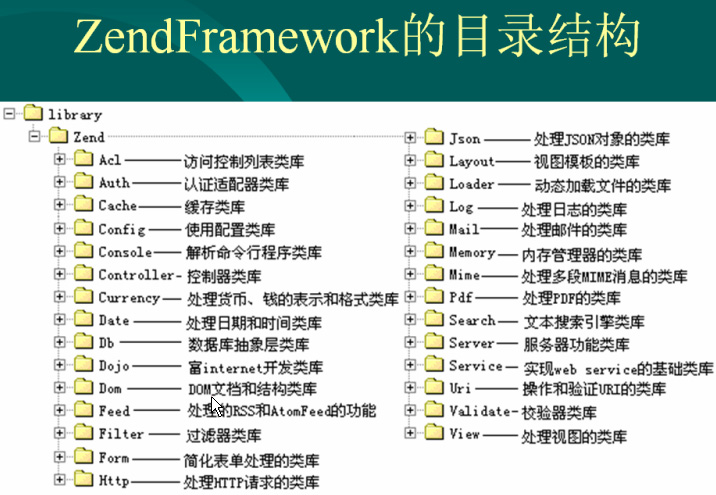 ZendFramework的目录结构
library
Zend
Acl——访问控制列表类库
Auth——认证适配器类库
Cache——缓存类库
Config——使用配置类库
Console——解析命令行程序类库
Controller-控制器类库
Currency——处理货币、钱的表示和格式类库
Date——处理日期和时间类库
Db——数据库抽象层类库
Dojo——富internet开发类库
Dom——DOM文档和结构类库
Feed——处理的RSS和AtomFeed的功能
Filter——过滤器类库
Form——简化表单处理的类库
Http——处理HTTP请求的类库
Json——处理JSON对象的类库
Layout——视图模板的类库
Loader——动态加载文件的类库
Log——处理日志的类库
Mail——处理邮件的类库
Memory——内存管理器的类库
Mime——处理多段MIME消息的类库
Pdf——处理PDF的类库
Search——文本搜索引擎类库
Server——服务器功能类库
Service——实现web service的基础类库
Uri——操作和验证URI的类库
Validate-校验器类库
View——处理视图的类库